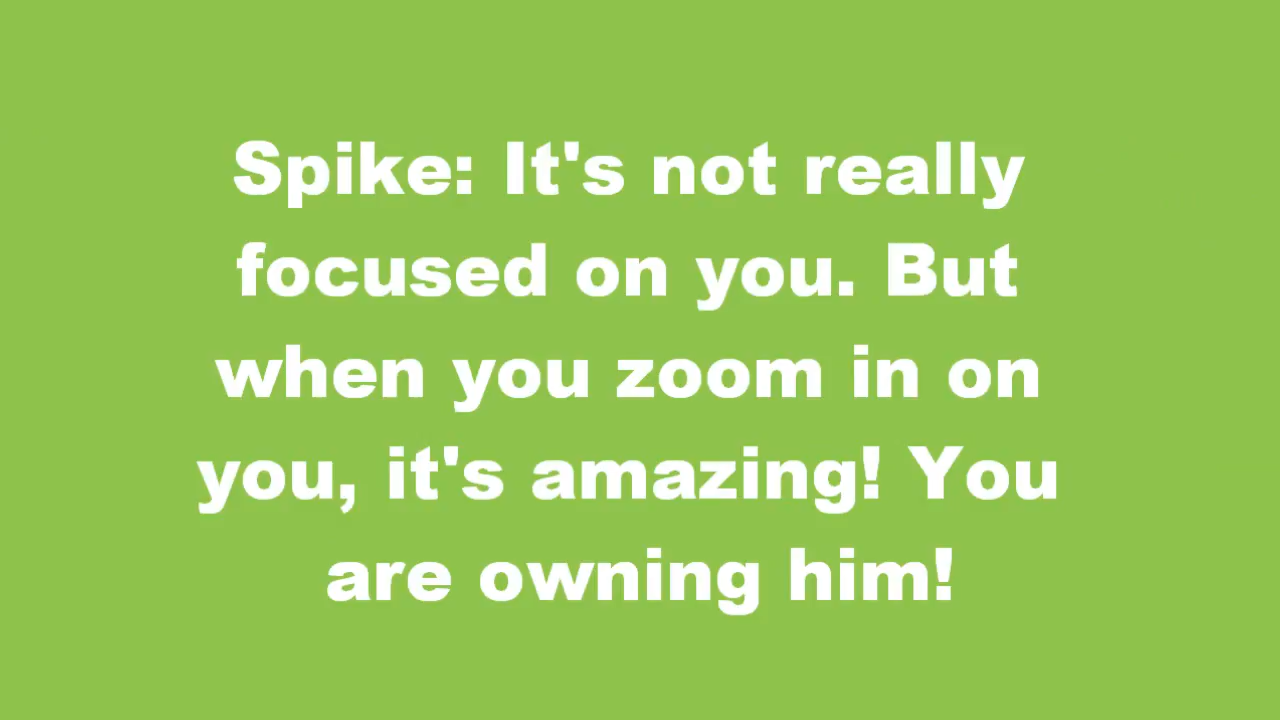 Spike: It's not really
focused on you. But
when you zoom in on
you, it's amazing! You
are owning him!